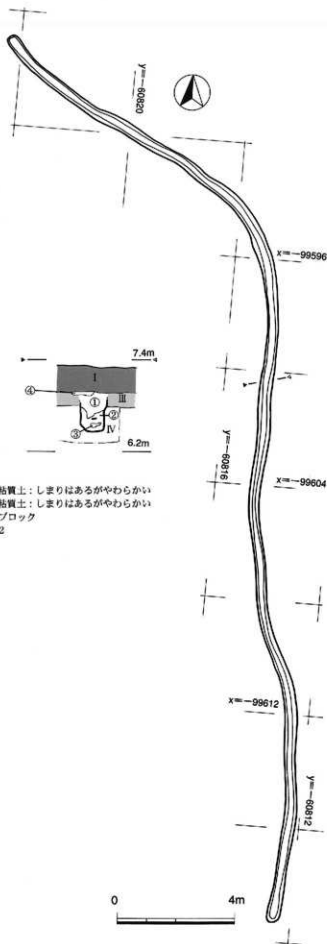 y=-60820
x=-99596
7.4m
I
④
①
III
②
③
IV
6.2m
y=-60816
x=-99604
粘質土：しまりはあるがやわらかい
粘質土：しまりはあるがやわらかい
ブロック
2
x=-99612
y=-60812
0 4m